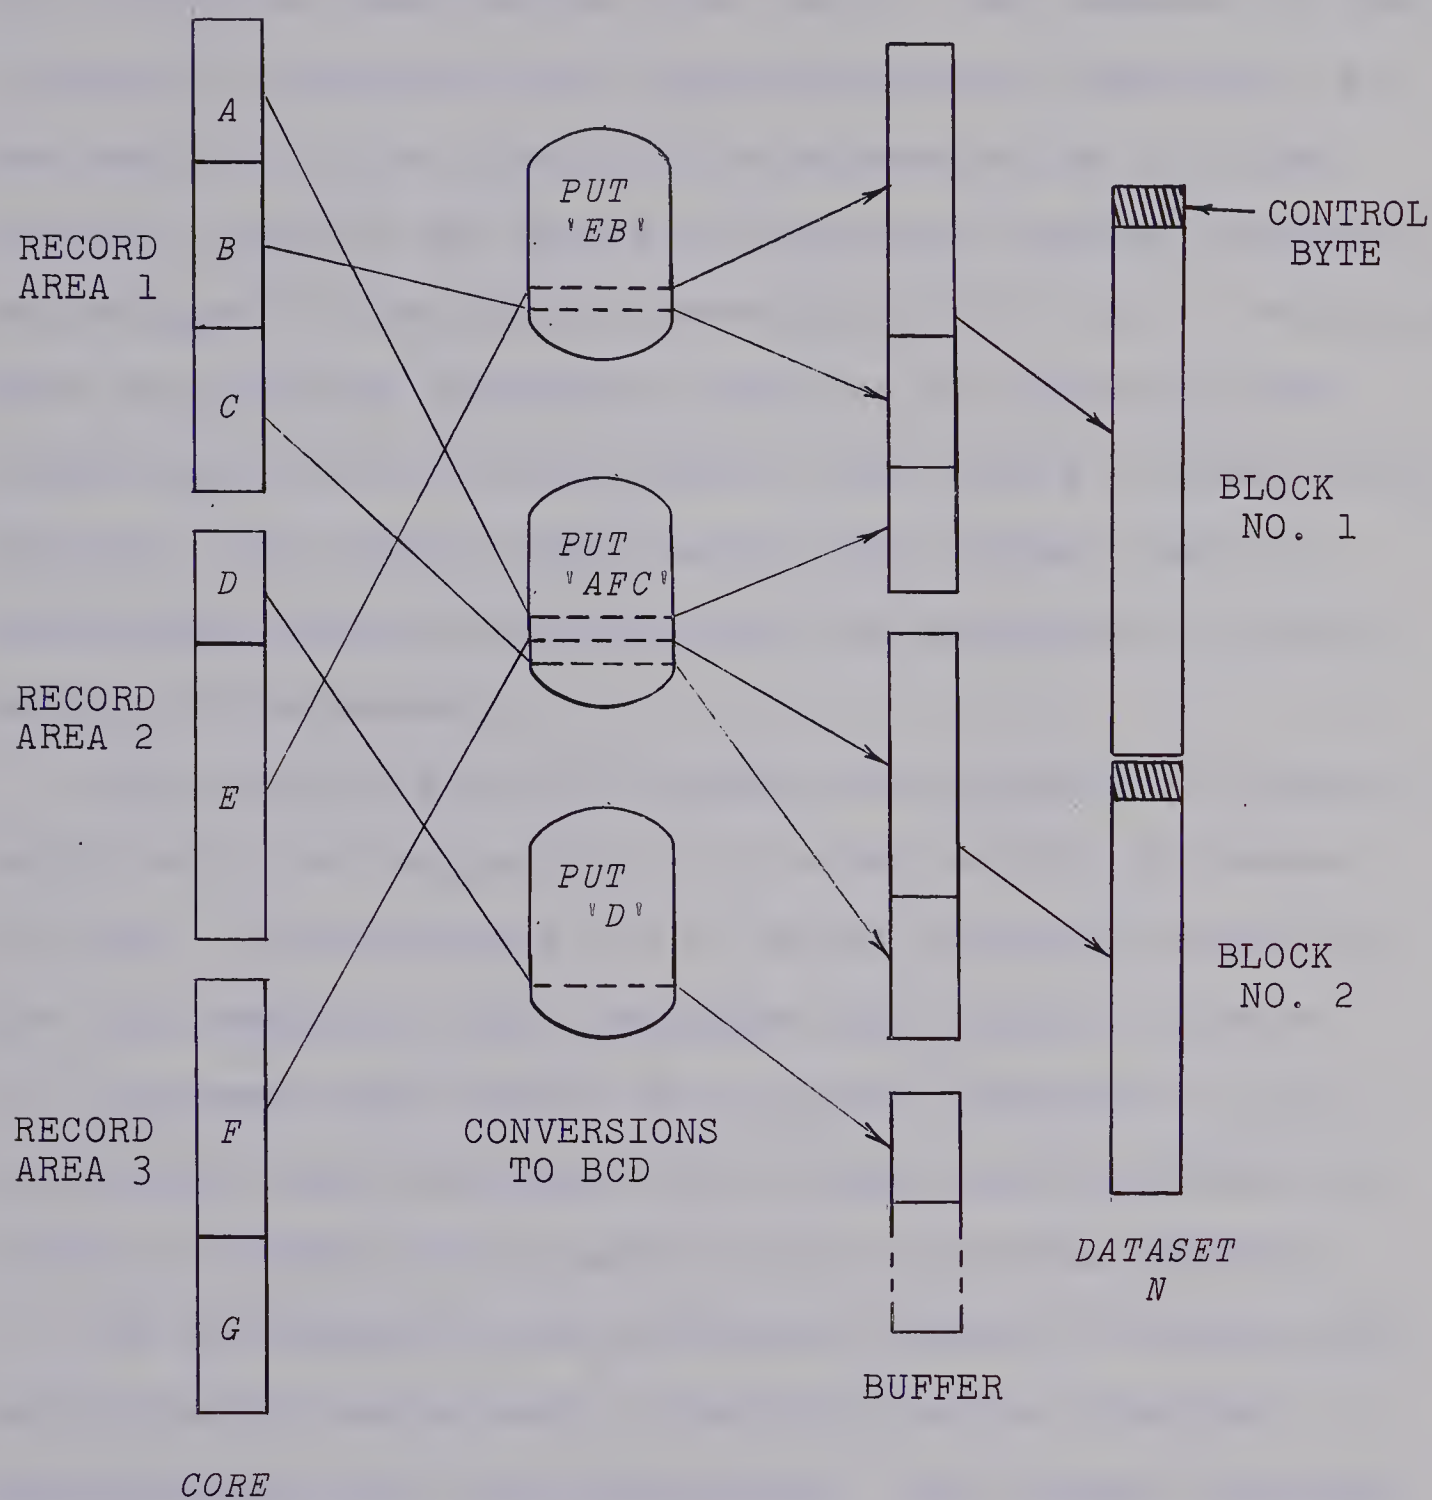 A
B
C
RECORD
AREA 1
D
E
RECORD
AREA 2
F
G
RECORD
AREA 3
CORE
PUT
'EB'
PUT
'AFC'
PUT
'D'
CONVERSIONS
TO BCD
BUFFER
CONTROL
BYTE
BLOCK
NO. 1
BLOCK
NO. 2
DATASET
N